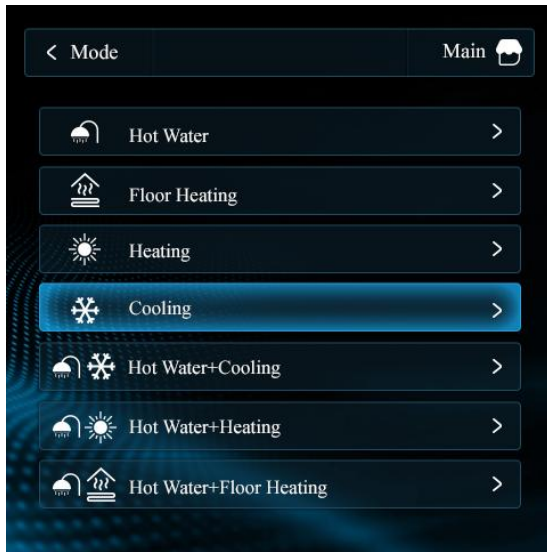 Mode
Main
Hot Water
Floor Heating
Heating
Cooling
Hot Water+Cooling
Hot Water+Heating
Hot Water+Floor Heating